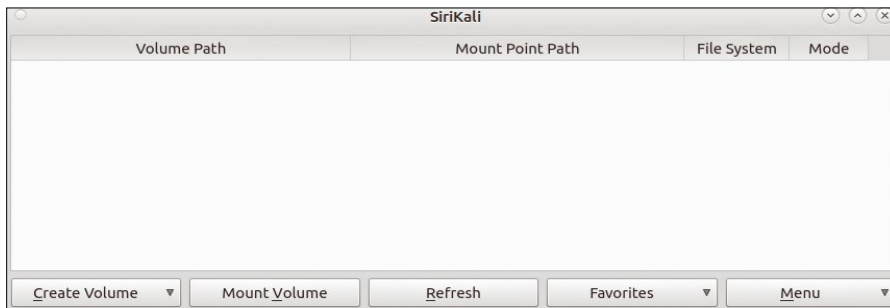 SiriKali
Volume Path Mount Point Path File System Mode
Create Volume Mount Volume Refresh Favorites Menu